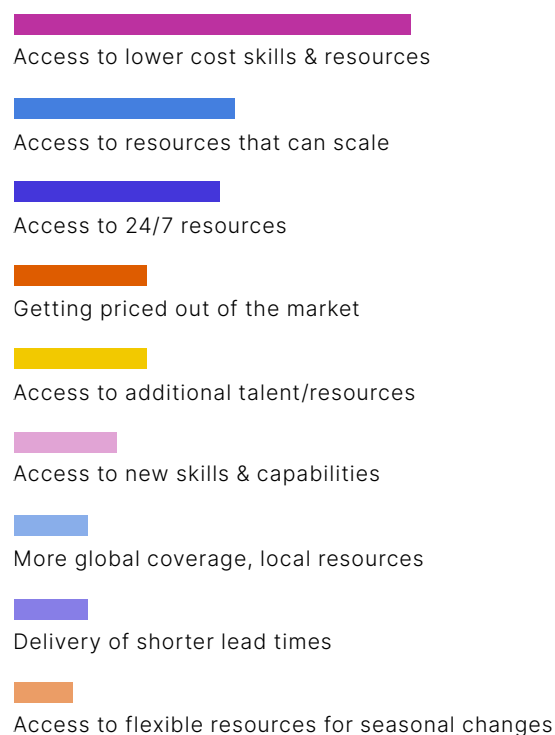 Access to lower cost skills & resources
Access to resources that can scale
Access to 24/7 resources
Getting priced out of the market
Access to additional talent/resources
Access to new skills & capabilities
More global coverage, local resources
Delivery of shorter lead times
Access to flexible resources for seasonal changes